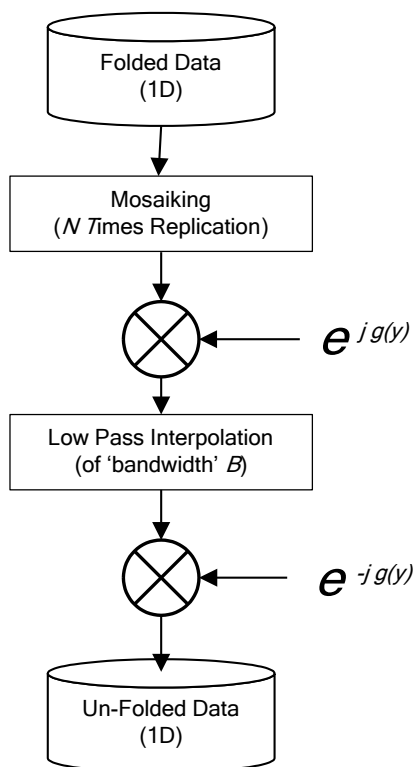 Folded Data
(1D)
Mosaiking
(N Times Replication)
e j g(y)
Low Pass Interpolation
(of ‘bandwidth’ B)
e -j g(y)
Un-Folded Data
(1D)